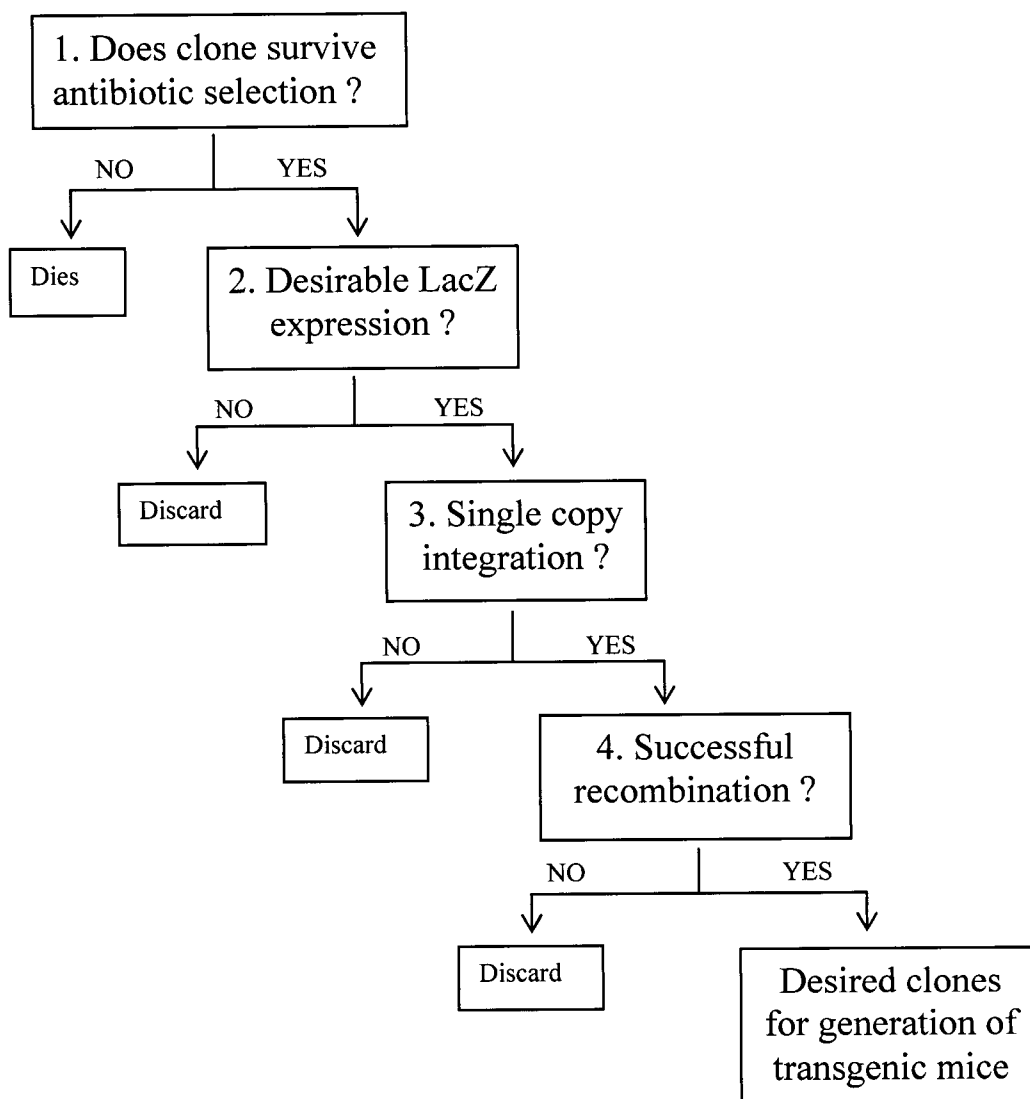 1. Does clone survive
antibiotic selection ?
NO
YES
Dies
2. Desirable LacZ
expression ?
NO
YES
Discard
3. Single copy
integration ?
NO
YES
Discard
4. Successful
recombination ?
NO
YES
Discard
Desired clones
for generation of
transgenic mice